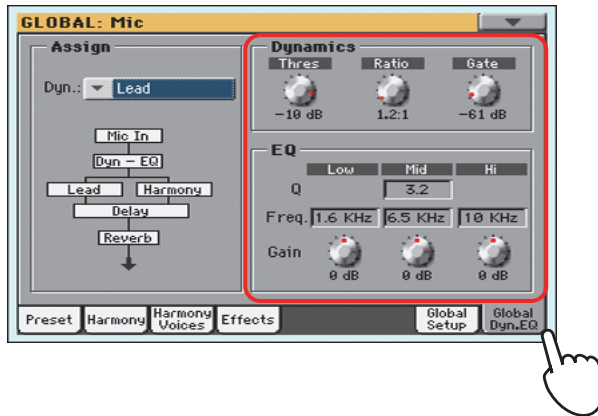 GLOBAL: Mic
Assign
Dyn.: Lead
Mic In
Dyn - EQ
Lead Harmony
Delay
Reverb
Dynamics
Thres Ratio Gate
-10 dB 1.2:1 -61 dB
EQ
Low Mid Hi
Q 3.2
Freq. 1.6 KHz 6.5 KHz 10 KHz
Gain
0 dB 0 dB 0 dB
Preset Harmony Harmony Voices Effects Global Setup Global Dyn.EQ